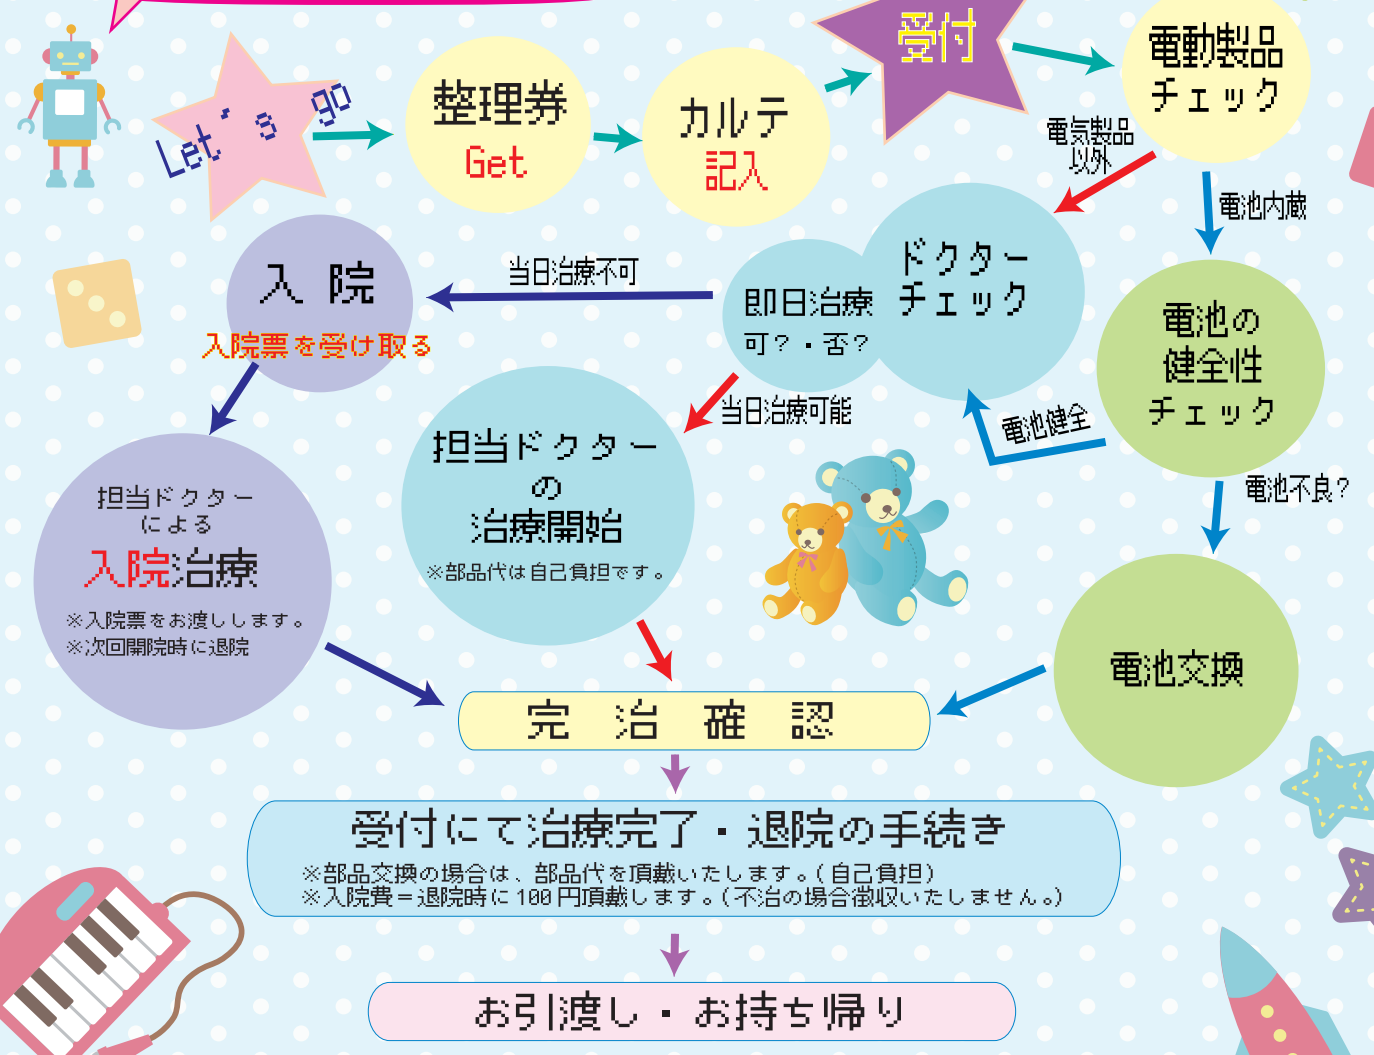 Let's go
整理券
Get
カルテ
記入
受付
電動製品
チェック
電気製品
以外
電池内蔵
ドクター
チェック
即日治療
可？・否？
当日治療不可
入 院
入院票を受け取る
電池の
健全性
チェック
電池健全
当日治療可能
電池不良？
担当ドクター
の
治療開始
※部品代は自己負担です。
担当ドクター
による
入院治療
※入院票をお渡しします。
※次回開院時に退院
電池交換
完 治 確 認
受付にて治療完了・退院の手続き
※部品交換の場合は、部品代を頂戴いたします。(自己負担)
※入院費＝退院時に100円頂戴します。(不治の場合徴収いたしません。)
お引渡し・お持ち帰り